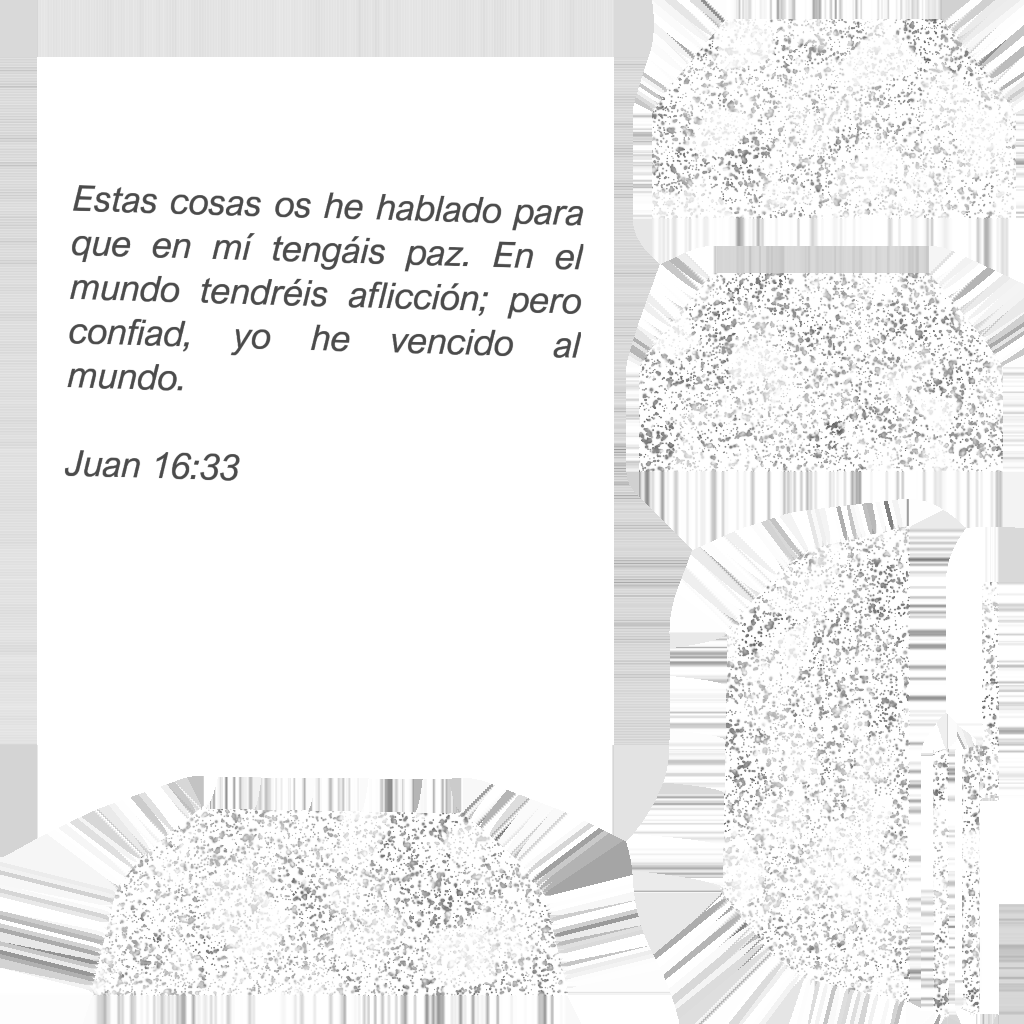 Estas cosas os he hablado para
que en mí tengáis paz. En el
mundo tendréis aflicción; pero
confiad, yo he vencido al
mundo.
Juan 16:33